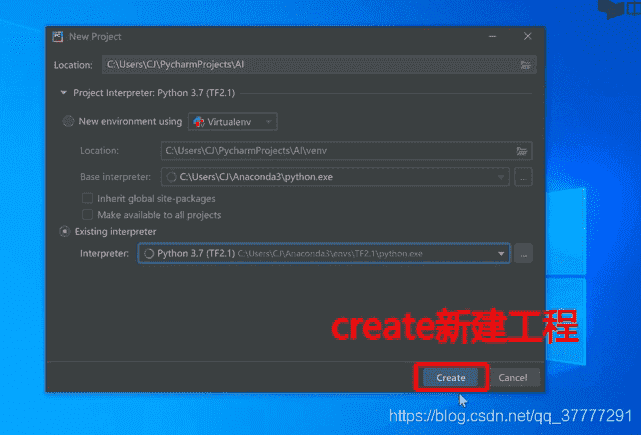 New Project
Location: C:\Users\CJ\PycharmProjects\AI
Project Interpreter: Python 3.7 (TF2.1)
New environment using Virtualenv
Location: C:\Users\CJ\PycharmProjects\AI\venv
Base interpreter: C:\Users\CJ\Anaconda3\python.exe ...
Inherit global site-packages
Make available to all projects
Existing interpreter
Interpreter: Python 3.7 (TF2.1) C:\Users\CJ\Anaconda3\envs\TF2.1\python.exe ...
create新建工程
Create Cancel
https://blog.csdn.net/qq_37777291